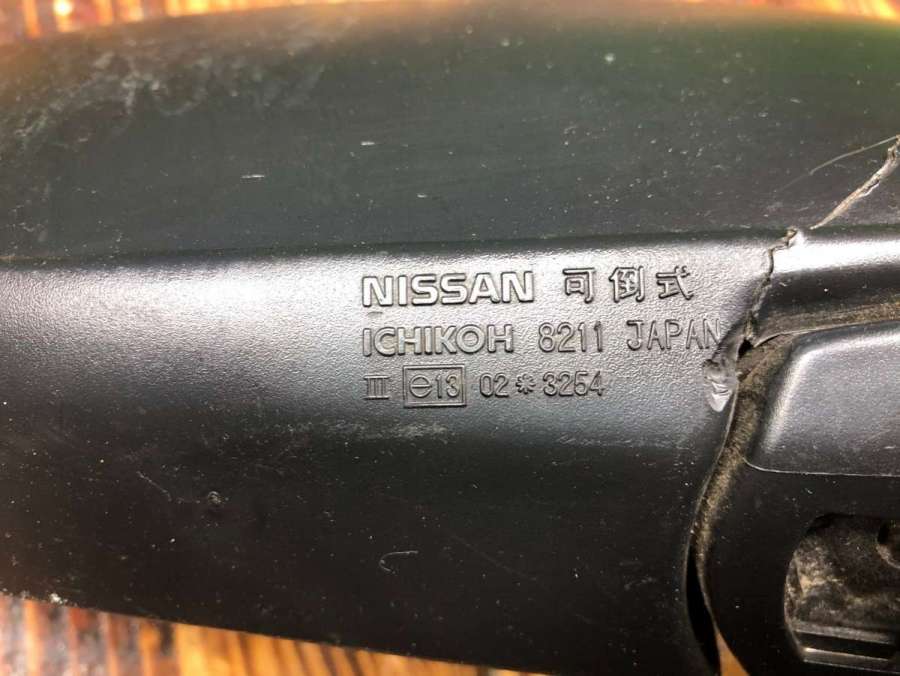 NISSAN 可倒式
ICHIKOH 8211 JAPAN
III e13 02*3254